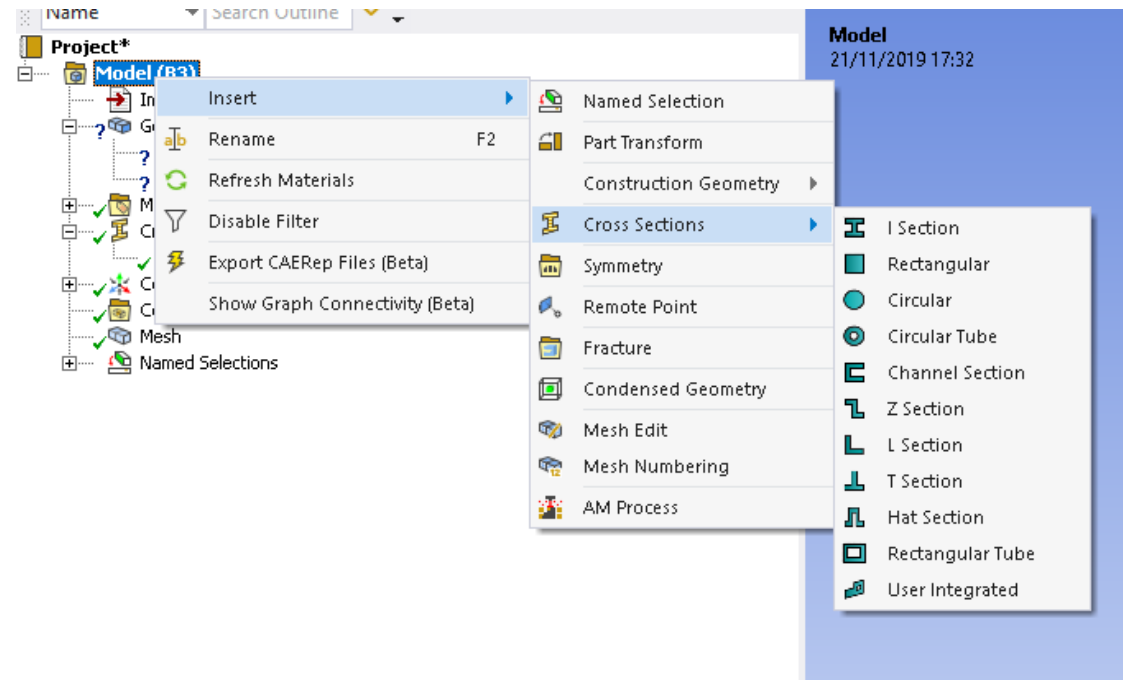 Name
Search Outline
Project*
Model (B3)
In
G
?
?
?
M
C
C
C
Mesh
Named Selections
Insert
Rename F2
Refresh Materials
Disable Filter
Export CAERep Files (Beta)
Show Graph Connectivity (Beta)
Named Selection
Part Transform
Construction Geometry
Cross Sections
Symmetry
Remote Point
Fracture
Condensed Geometry
Mesh Edit
Mesh Numbering
AM Process
I Section
Rectangular
Circular
Circular Tube
Channel Section
Z Section
L Section
T Section
Hat Section
Rectangular Tube
User Integrated
Model
21/11/2019 17:32